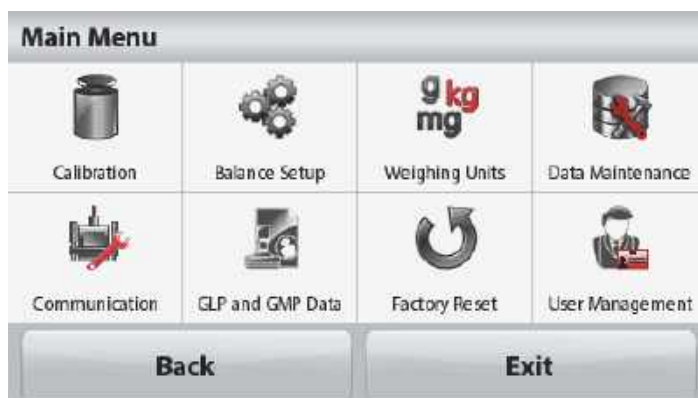 Main Menu
g kg
mg
Calibration
Balance Setup
Weighing Units
Data Maintenance
Communication
GLP and GMP Data
Factory Reset
User Management
Back
Exit